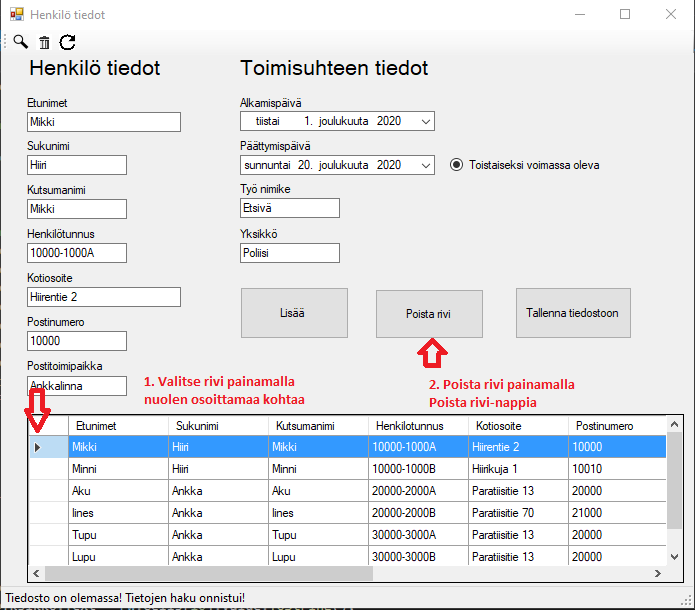 Henkilö tiedot
Henkilö tiedot
Toimisuhteen tiedot
Etunimet
Mikki
Sukunimi
Hiiri
Kutsumanimi
Mikki
Henkilötunnus
10000-1000A
Kotiosoite
Hiirentie 2
Postinumero
10000
Postitoimipaikka
Ankkalinna
Alkamispäivä
tiistai 1. joulukuuta 2020
Päättymispäivä
sunnuntai 20. joulukuuta 2020
Toistaiseksi voimassa oleva
Työ nimike
Etsivä
Yksikkö
Poliisi
Lisää
Poista rivi
Tallenna tiedostoon
1. Valitse rivi painamalla
nuolen osoittamaa kohtaa
2. Poista rivi painamalla
Poista rivi-nappia
Etunimet Sukunimi Kutsumanimi Henkilotunnus Kotiosoite Postinumero
Mikki Hiiri Mikki 10000-1000A Hiirentie 2 10000
Minni Hiiri Minni 10000-1000B Hiirikuja 1 10010
Aku Ankka Aku 20000-2000A Paratiisitie 13 20000
Iines Ankka Iines 20000-2000B Paratiisitie 70 21000
Tupu Ankka Tupu 30000-3000A Paratiisitie 13 20000
Lupu Ankka Lupu 30000-3000B Paratiisitie 13 20000
Tiedosto on olemassa! Tietojen haku onnistui!